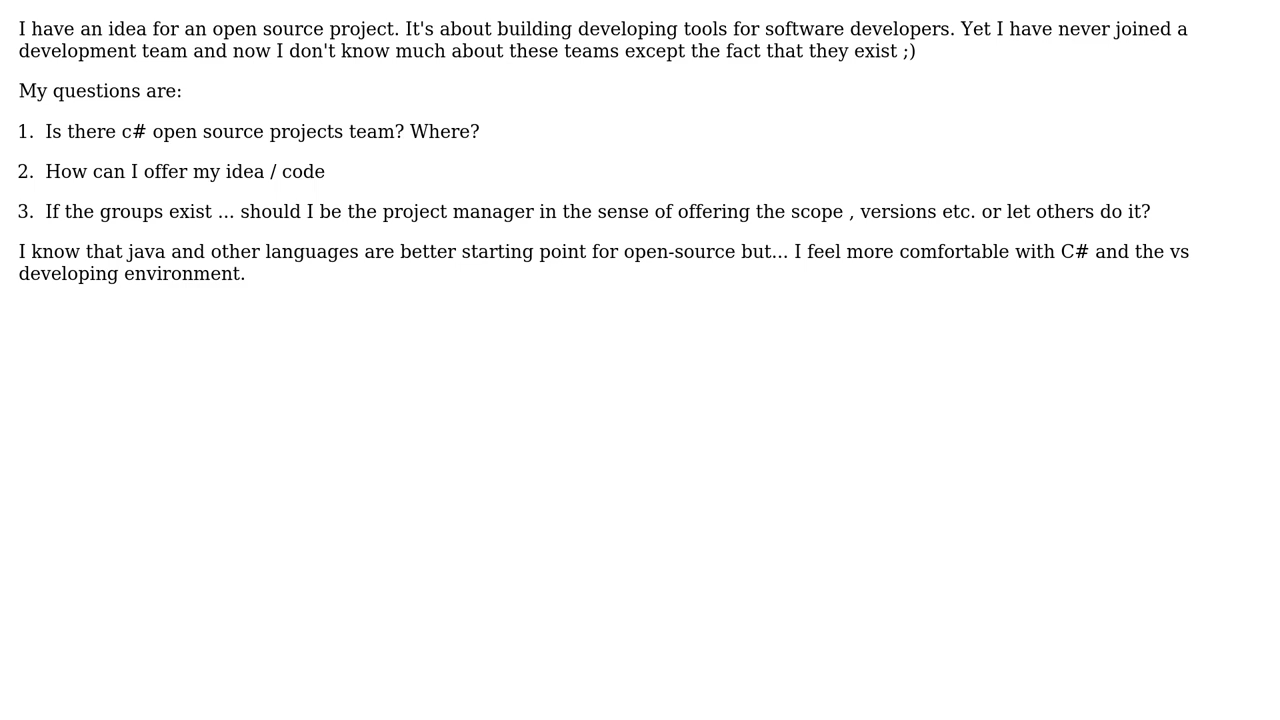 I have an idea for an open source project. It's about building developing tools for software developers. Yet I have never joined a
development team and now I don't know much about these teams except the fact that they exist ;)
My questions are:
1. Is there c# open source projects team? Where?
2. How can I offer my idea / code
3. If the groups exist ... should I be the project manager in the sense of offering the scope , versions etc. or let others do it?
I know that java and other languages are better starting point for open-source but... I feel more comfortable with C# and the vs
developing environment.